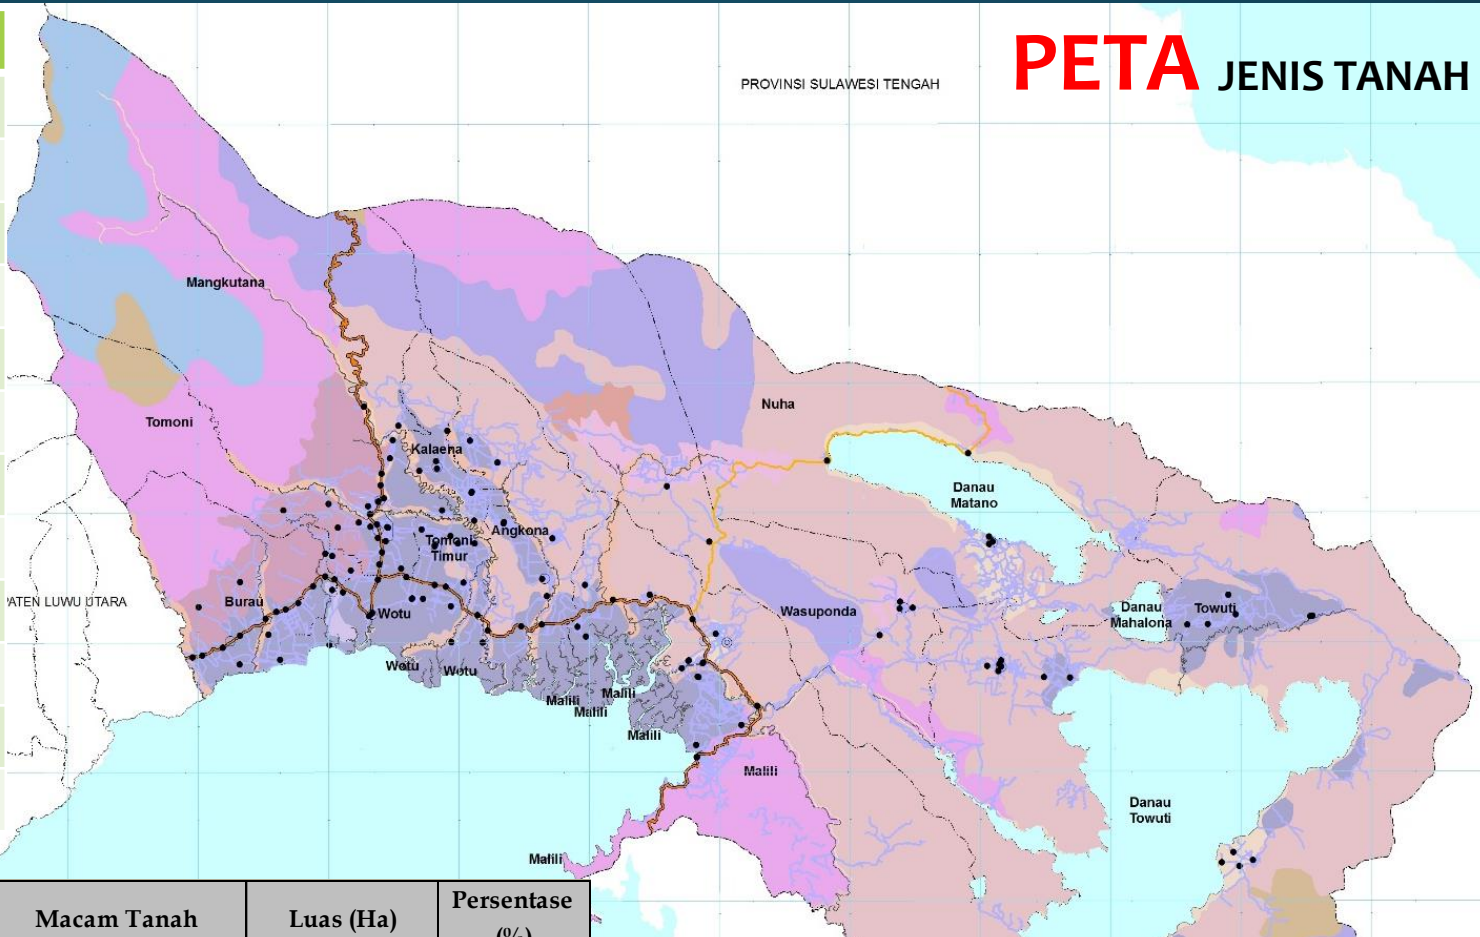 PETA JENIS TANAH
PROVINSI SULAWESI TENGAH
Mangkutana
Nuha
Tomoni
Kalaena
Danau
Matano
Angkona
Tomoni
Timur
ATEN LUWU UTARA
Burau
Wotu
Wasuponda
Danau
Mahalona
Towuti
Wotu
Wotu
Malili
Malili
Malili
Malili
Malili
Danau
Towuti
Malili
Macam Tanah
Luas (Ha)
Persentase
(%)